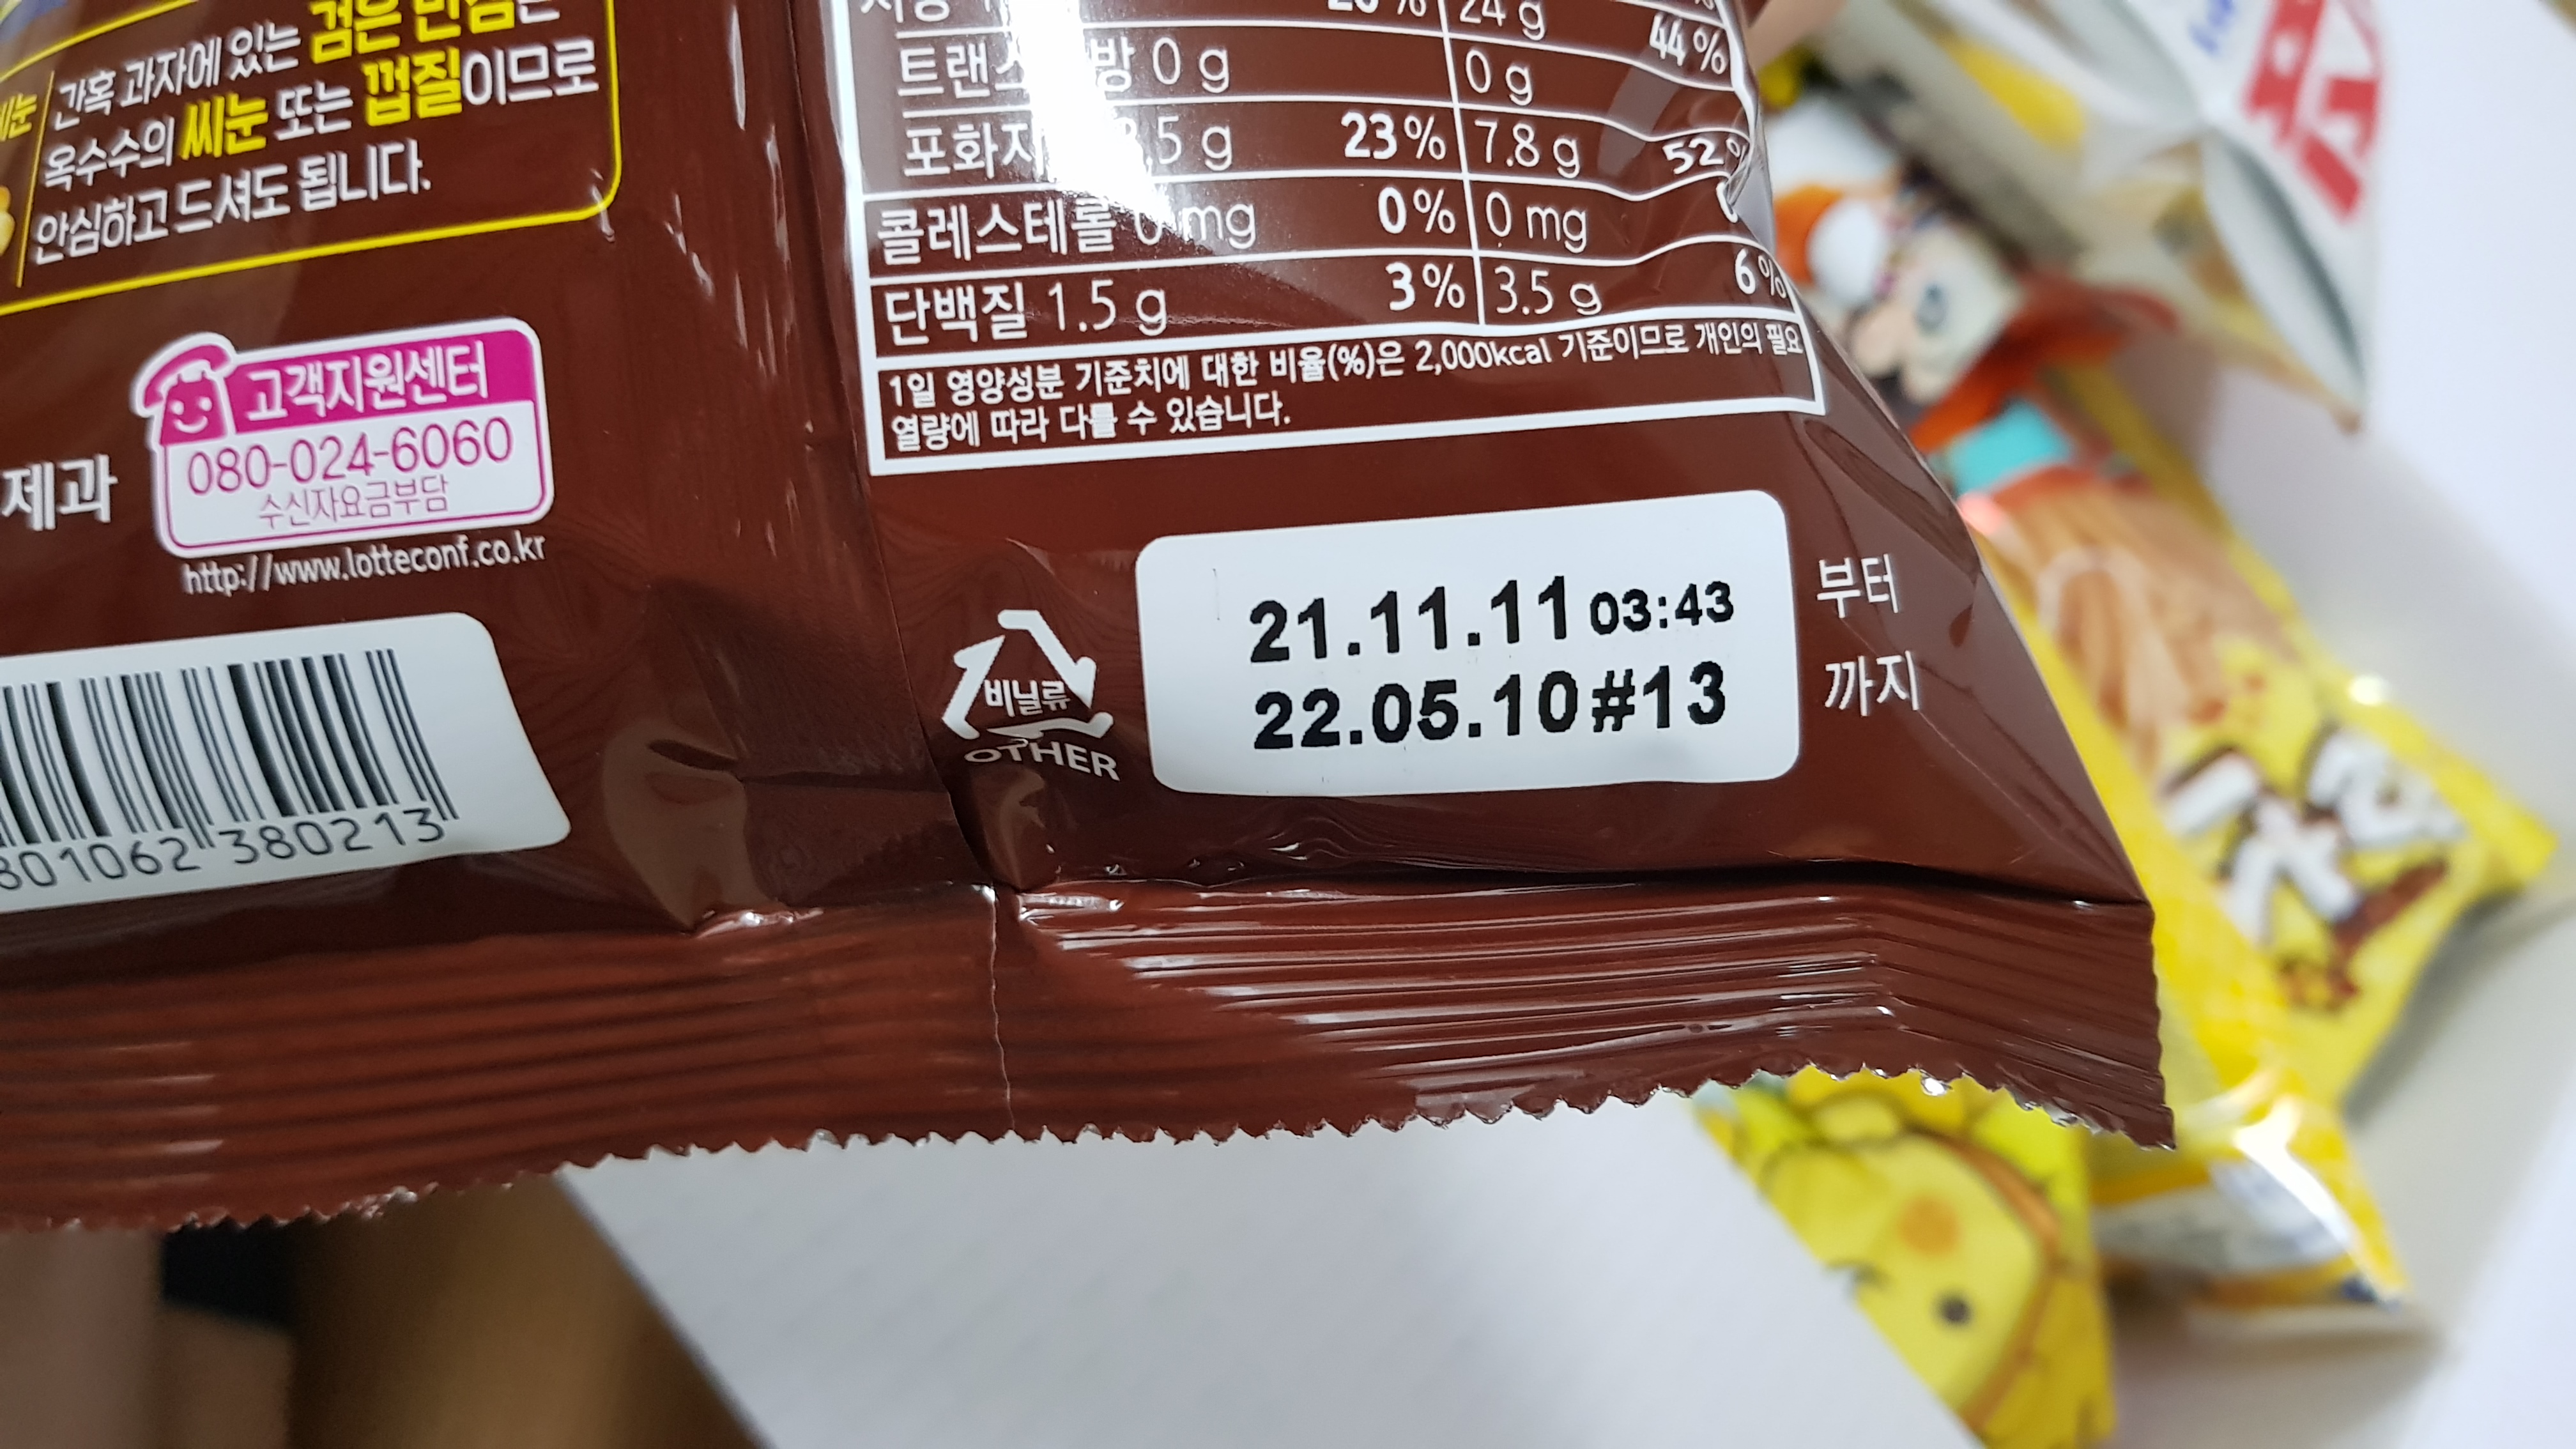 간혹 과자에 있는 검은 반점은
씨눈
옥수수의 씨눈 또는 껍질이므로
안심하고 드셔도 됩니다.
고객지원센터
080-024-6060
수신자요금부담
제과
http://www.lotteconf.co.kr
801062 380213
24 g 44 %
0 g 0 g
5 g 23 % 7.8 g 52%
콜레스테롤 0 mg 0 % 0 mg
단백질 1.5 g 3 % 3.5 g 6 %
1일 영양성분 기준치에 대한 비율(%)은 2,000kcal 기준이므로 개인의 필요
열량에 따라 다를 수 있습니다.
비닐류
OTHER
21.11.11 03:43 부터
22.05.10#13 까지